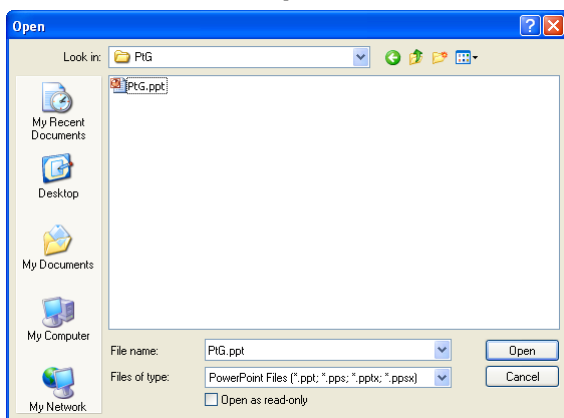 Open
Look in: PtG
PtG.ppt
My Recent
Documents
Desktop
My Documents
My Computer
My Network
File name: PtG.ppt Open
Files of type: PowerPoint Files (*.ppt; *.pps; *.pptx; *.ppsx) Cancel
Open as read-only